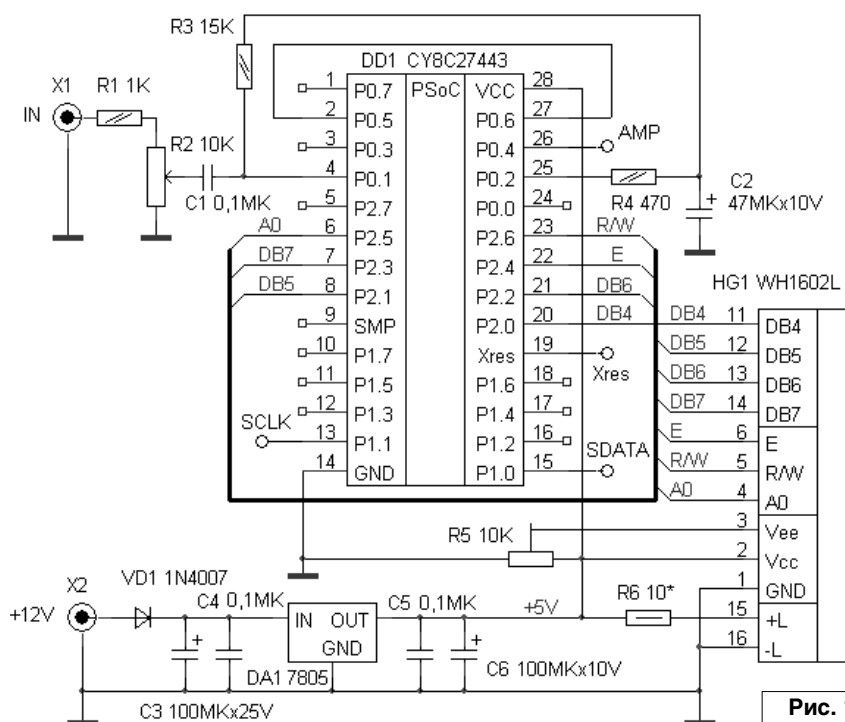 R3 15K
DD1 CY8C27443
X1
R1 1K
IN
R2 10K
C1 0,1МК
1 P0.7
2 P0.5
3 P0.3
4 P0.1
5 P2.7
6 P2.5
7 P2.3
8 P2.1
9 SMP
10 P1.7
11 P1.5
12 P1.3
13 P1.1
14 GND
PSoC
VCC 28
P0.6 27
P0.4 26
P0.2 25
P0.0 24
P2.6 23
P2.4 22
P2.2 21
P2.0 20
Xres 19
P1.6 18
P1.4 17
P1.2 16
P1.0 15
A0
DB7
DB5
SCLK
AMP
R4 470
C2
47МКx10V
R/W
E
DB6
DB4
Xres
SDATA
HG1 WH1602L
DB4 11 DB4
DB5 12 DB5
DB6 13 DB6
DB7 14 DB7
E 6 E
R/W 5 R/W
A0 4 A0
3 Vee
2 Vcc
1 GND
15 +L
16 -L
R5 10K
R6 10*
X2
+12V
VD1 1N4007
C4 0,1МК
IN OUT
GND
DA1 7805
C5 0,1МК
+5V
C6 100МКx10V
C3 100МКx25V
Рис.